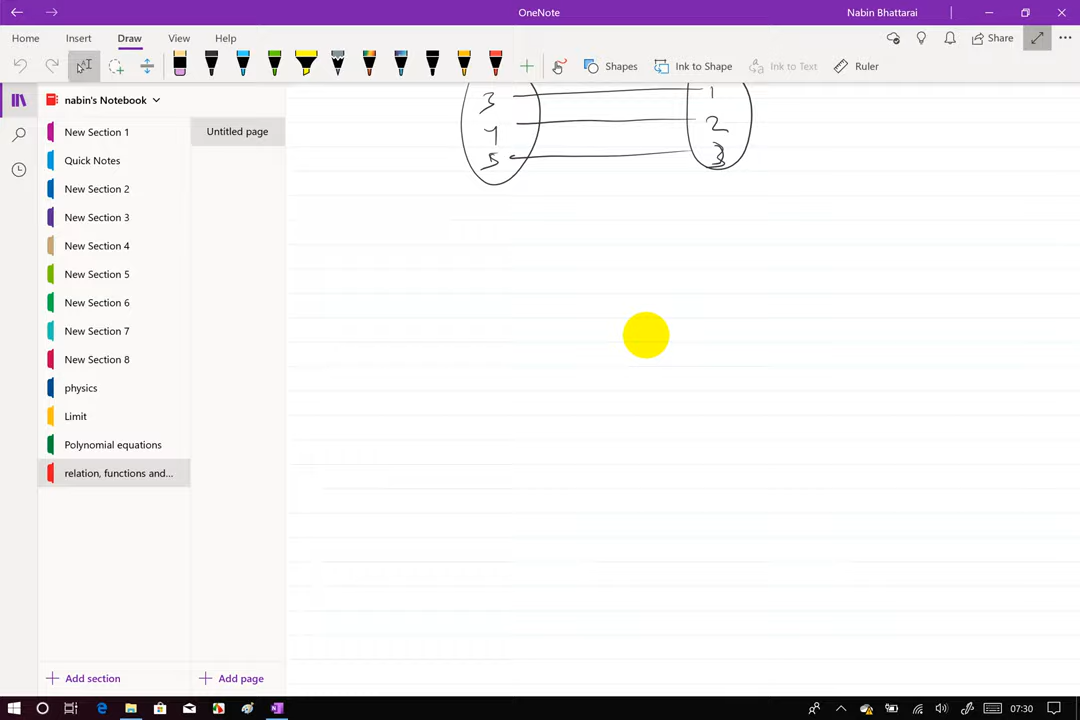 OneNote
Nabin Bhattarai
Home Insert Draw View Help
Share
Shapes Ink to Shape Ink to Text Ruler
nabin's Notebook
Untitled page
New Section 1
Quick Notes
New Section 2
New Section 3
New Section 4
New Section 5
New Section 6
New Section 7
New Section 8
physics
Limit
Polynomial equations
relation, functions and...
3 1
4 2
5 3
Add section Add page
07:30